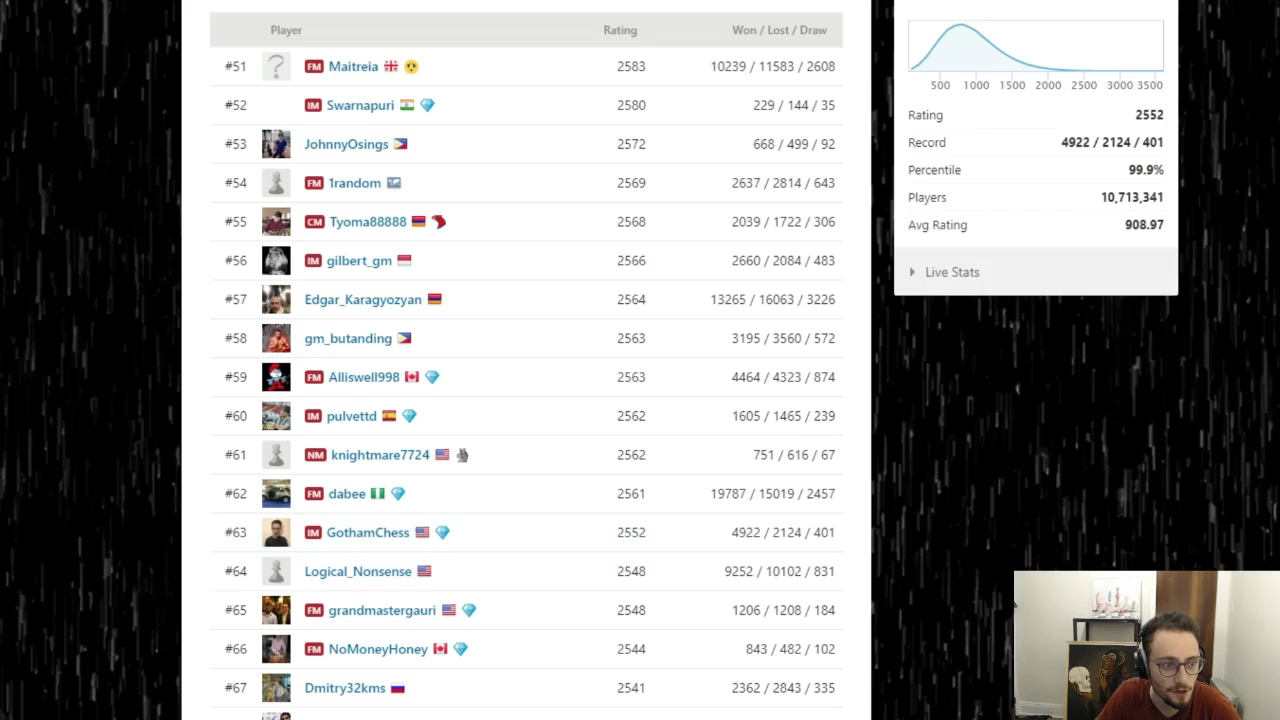 Player Rating Won / Lost / Draw
#51 FM Maitreia 2583 10239 / 11583 / 2608
#52 IM Swarnapuri 2580 229 / 144 / 35
#53 JohnnyOsings 2572 668 / 499 / 92
#54 FM 1random 2569 2637 / 2814 / 643
#55 CM Tyoma88888 2568 2039 / 1722 / 306
#56 IM gilbert_gm 2566 2660 / 2084 / 483
#57 Edgar_Karagyozyan 2564 13265 / 16063 / 3226
#58 gm_butanding 2563 3195 / 3560 / 572
#59 FM Alliswell998 2563 4464 / 4323 / 874
#60 IM pulvettd 2562 1605 / 1465 / 239
#61 NM knightmare7724 2562 751 / 616 / 67
#62 FM dabee 2561 19787 / 15019 / 2457
#63 IM GothamChess 2552 4922 / 2124 / 401
#64 Logical_Nonsense 2548 9252 / 10102 / 831
#65 FM grandmastergauri 2548 1206 / 1208 / 184
#66 FM NoMoneyHoney 2544 843 / 482 / 102
#67 Dmitry32kms 2541 2362 / 2843 / 335
500 1000 1500 2000 2500 3000 3500
Rating 2552
Record 4922 / 2124 / 401
Percentile 99.9%
Players 10,713,341
Avg Rating 908.97
Live Stats